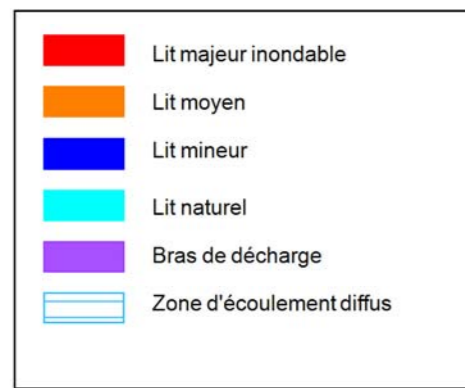 Lit majeur inondable
Lit moyen
Lit mineur
Lit naturel
Bras de décharge
Zone d'écoulement diffus